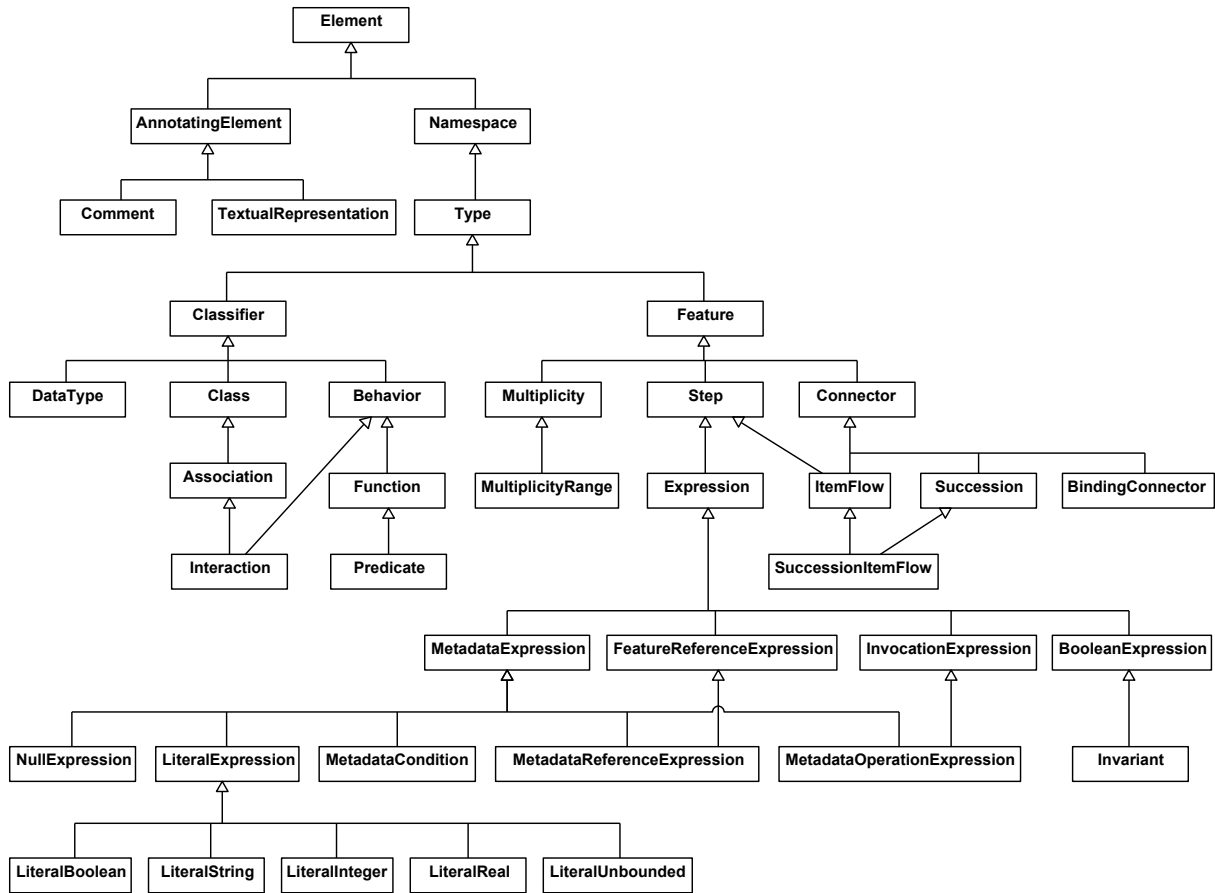 Element
AnnotatingElement
Namespace
Comment
TextualRepresentation
Type
Classifier
Feature
DataType
Class
Behavior
Multiplicity
Step
Connector
Association
Function
MultiplicityRange
Expression
ItemFlow
Succession
BindingConnector
Interaction
Predicate
SuccessionItemFlow
MetadataExpression
FeatureReferenceExpression
InvocationExpression
BooleanExpression
NullExpression
LiteralExpression
MetadataCondition
MetadataReferenceExpression
MetadataOperationExpression
Invariant
LiteralBoolean
LiteralString
LiteralInteger
LiteralReal
LiteralUnbounded